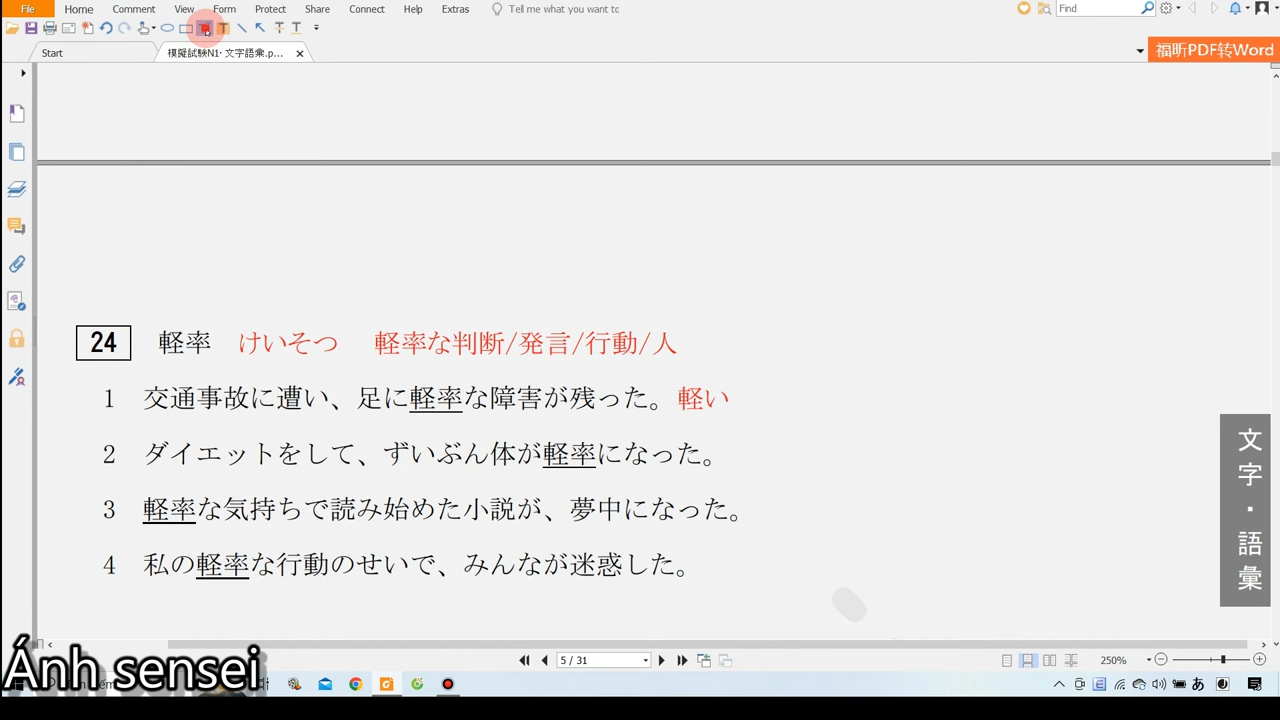 File Home Comment View Form Protect Share Connect Help Extras Tell me what you want to Find
Start 模擬試験N1· 文字語彙.p... 福昕PDF转Word
24 軽率 けいそつ 軽率な判断/発言/行動/人
1 交通事故に遭い、足に軽率な障害が残った。軽い
2 ダイエットをして、ずいぶん体が軽率になった。
3 軽率な気持ちで読み始めた小説が、夢中になった。
4 私の軽率な行動のせいで、みんなが迷惑した。
文字・語彙
Ánh sensei
5 / 31
250%
あ